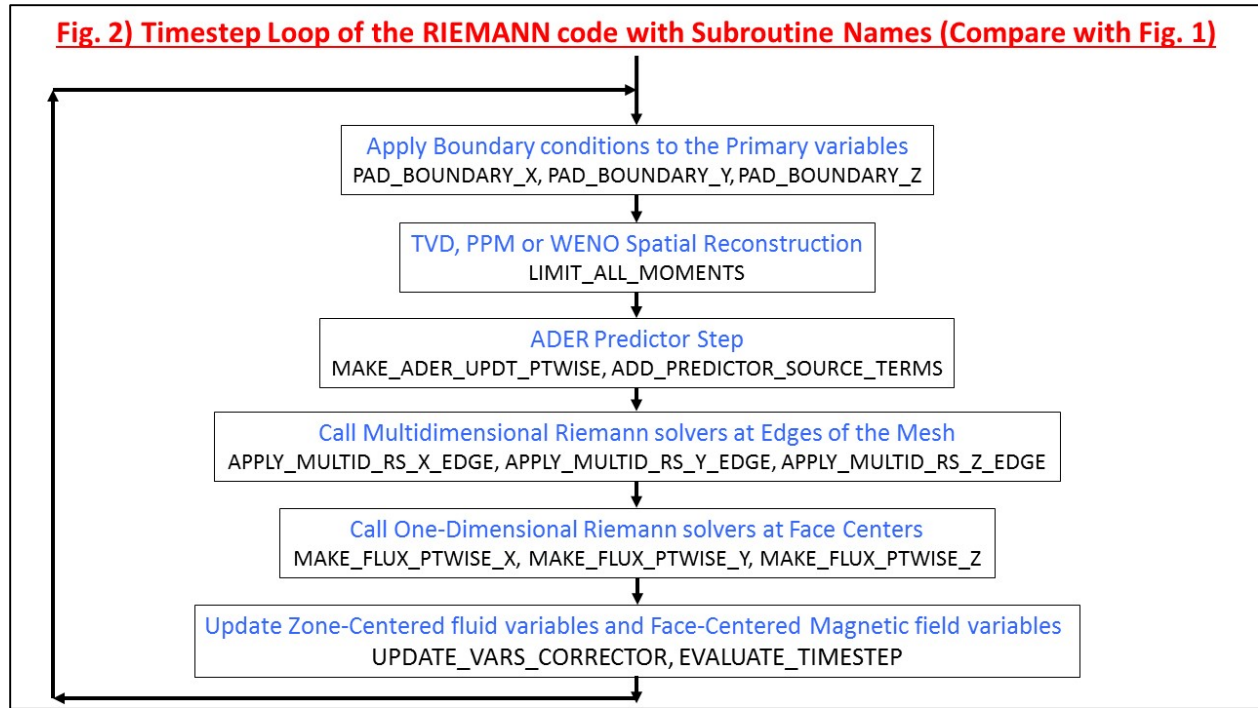 Fig. 2) Timestep Loop of the RIEMANN code with Subroutine Names (Compare with Fig. 1)
Apply Boundary conditions to the Primary variables
PAD_BOUNDARY_X, PAD_BOUNDARY_Y, PAD_BOUNDARY_Z
TVD, PPM or WENO Spatial Reconstruction
LIMIT_ALL_MOMENTS
ADER Predictor Step
MAKE_ADER_UPDT_PTWISE, ADD_PREDICTOR_SOURCE_TERMS
Call Multidimensional Riemann solvers at Edges of the Mesh
APPLY_MULTID_RS_X_EDGE, APPLY_MULTID_RS_Y_EDGE, APPLY_MULTID_RS_Z_EDGE
Call One-Dimensional Riemann solvers at Face Centers
MAKE_FLUX_PTWISE_X, MAKE_FLUX_PTWISE_Y, MAKE_FLUX_PTWISE_Z
Update Zone-Centered fluid variables and Face-Centered Magnetic field variables
UPDATE_VARS_CORRECTOR, EVALUATE_TIMESTEP